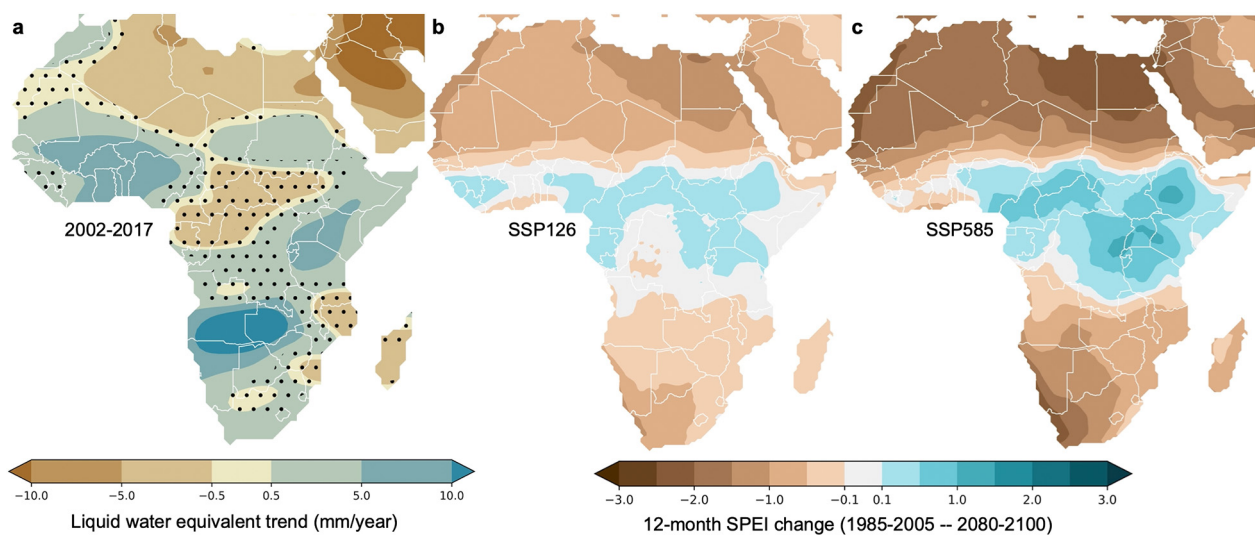 a
b
c
2002-2017
SSP126
SSP585
−10.0 −5.0 −0.5 0.5 5.0 10.0
Liquid water equivalent trend (mm/year)
−3.0 −2.0 −1.0 −0.1 0.1 1.0 2.0 3.0
12-month SPEI change (1985-2005 -- 2080-2100)